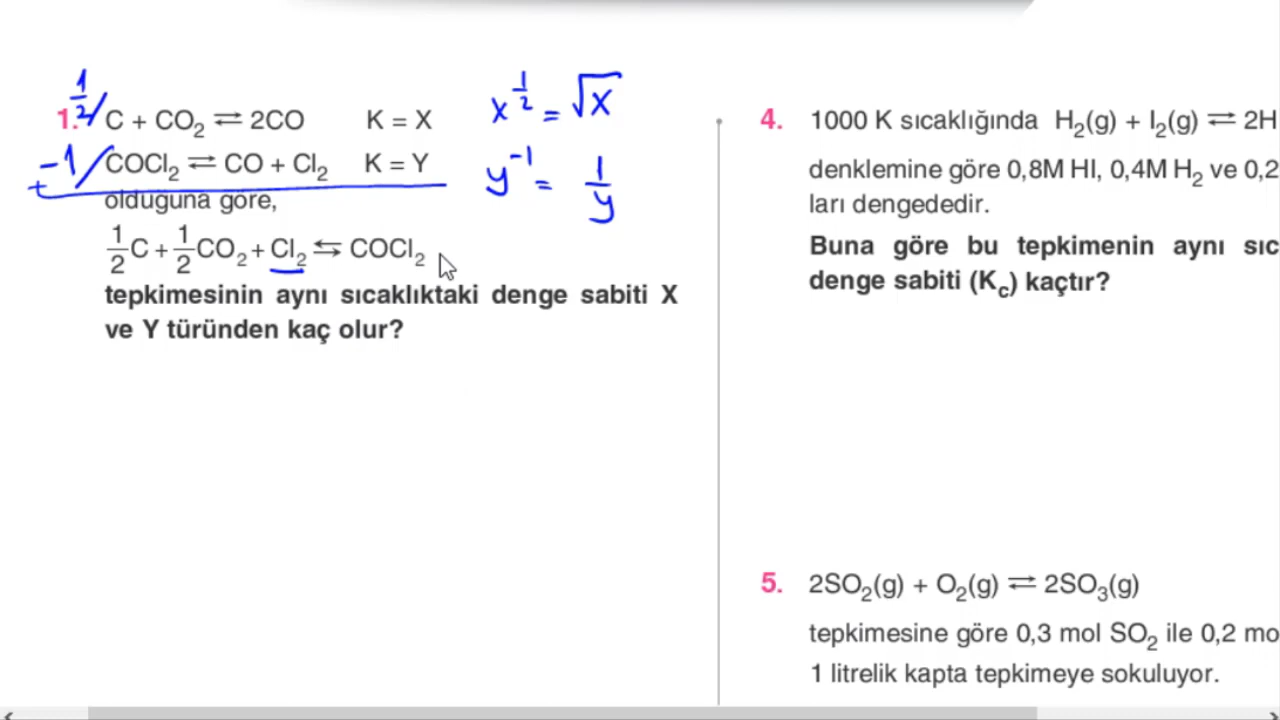 1/2 / x^1/2 = √x
1. C + CO₂ ⇌ 2CO K = X
-1 / COCl₂ ⇌ CO + Cl₂ K = Y
y^-1 = 1/y
+
olduğuna göre,
1/2 C + 1/2 CO₂ + Cl₂ ⇆ COCl₂
tepkimesinin aynı sıcaklıktaki denge sabiti X
ve Y türünden kaç olur?
4. 1000 K sıcaklığında H₂(g) + I₂(g) ⇌ 2H
denklemine göre 0,8M HI, 0,4M H₂ ve 0,2
ları dengededir.
Buna göre bu tepkimenin aynı sıc
denge sabiti (K꜀) kaçtır?
5. 2SO₂(g) + O₂(g) ⇌ 2SO₃(g)
tepkimesine göre 0,3 mol SO₂ ile 0,2 mo
1 litrelik kapta tepkimeye sokuluyor.